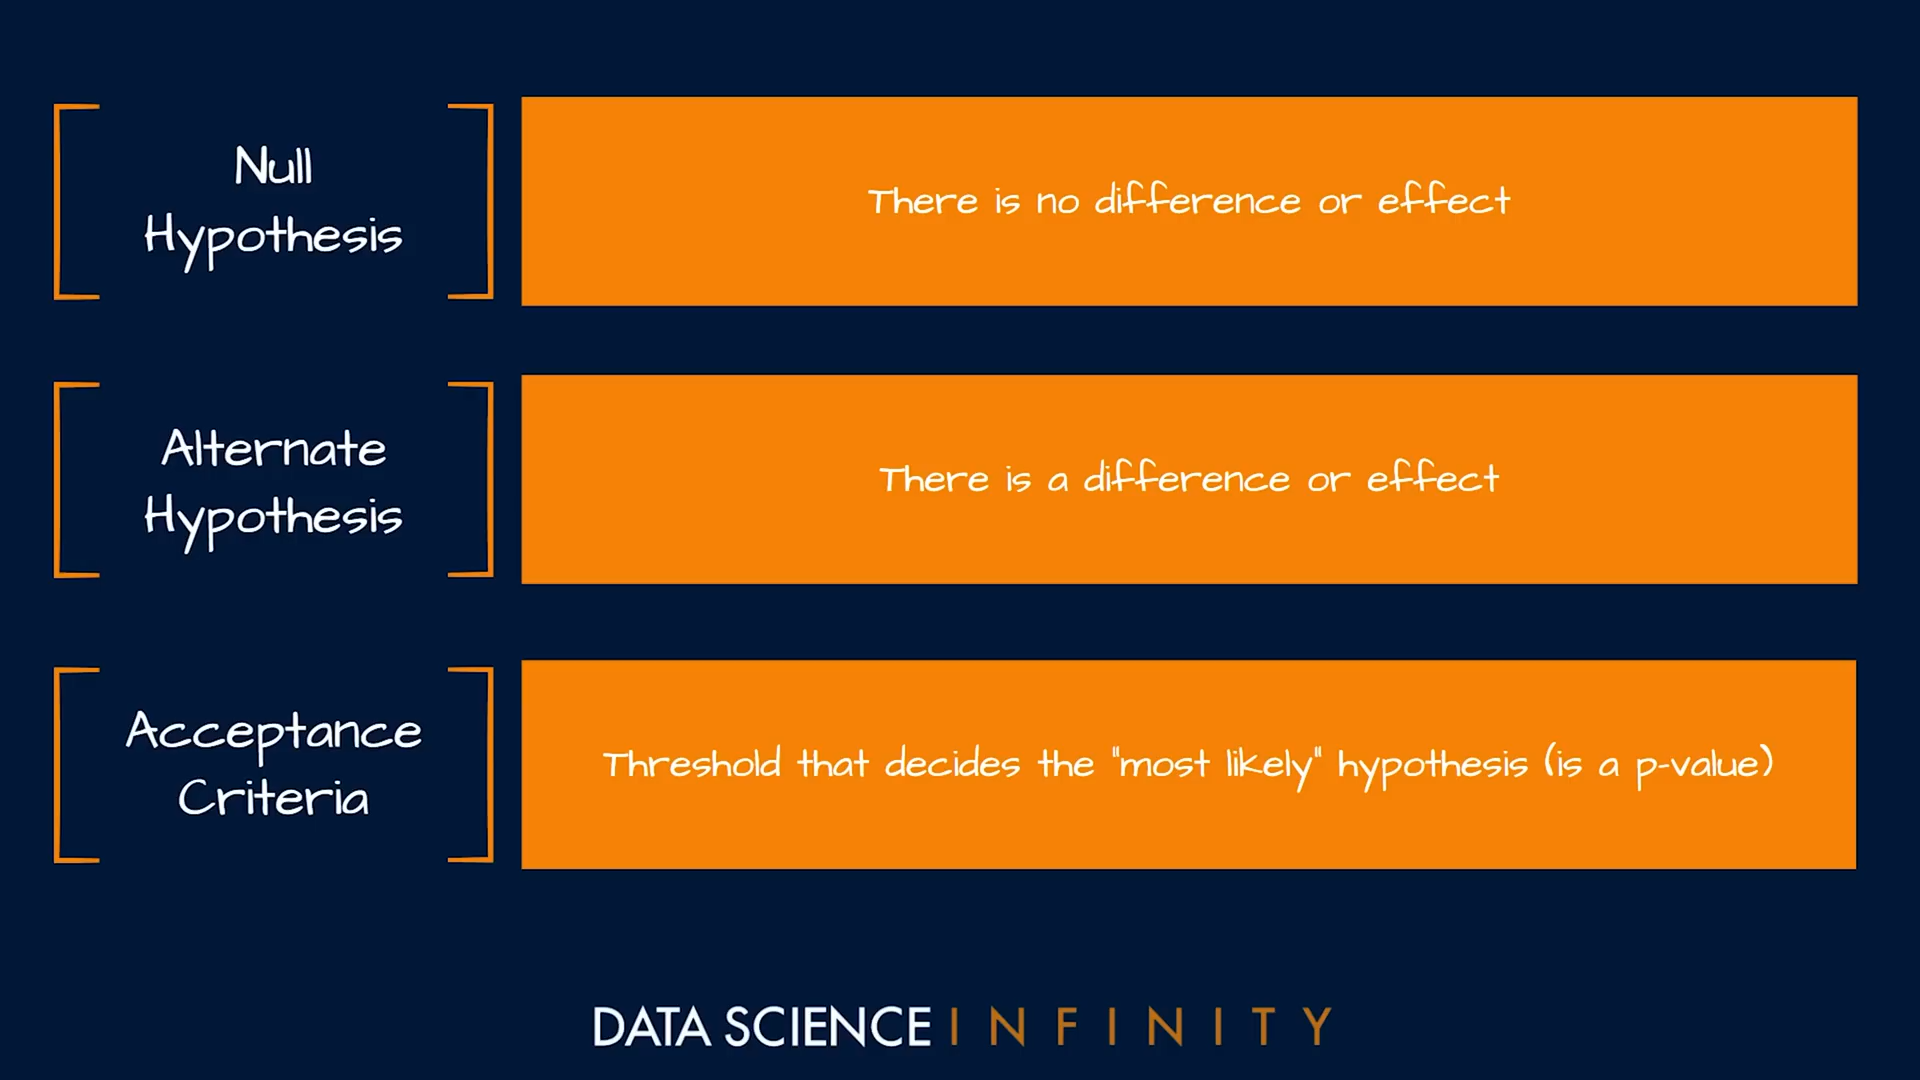 Null
Hypothesis
There is no difference or effect
Alternate
Hypothesis
There is a difference or effect
Acceptance
Criteria
Threshold that decides the "most likely" hypothesis (is a p-value)
DATA SCIENCE INFINITY